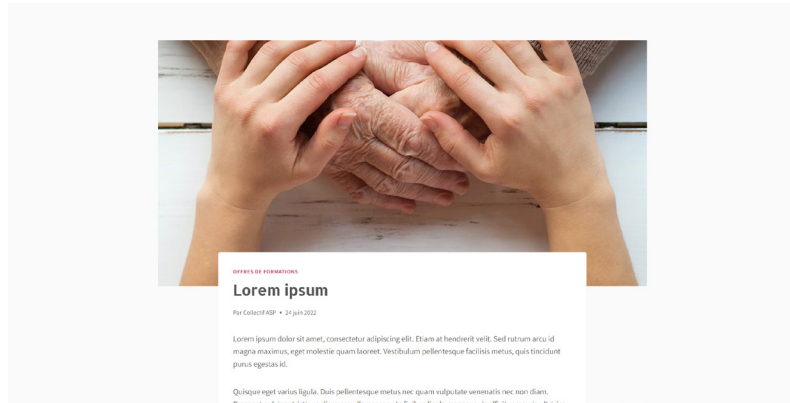 OFFRES DE FORMATIONS
Lorem ipsum
Par Collectif ASP • 24 juin 2022
Lorem ipsum dolor sit amet, consectetur adipiscing elit. Etiam at hendrerit velit. Sed rutrum arcu id
magna maximus, eget molestie quam laoreet. Vestibulum pellentesque facilisis metus, quis tincidunt
purus egestas id.
Quisque eget varius ligula. Duis pellentesque metus nec quam vulputate venenatis nec non diam.